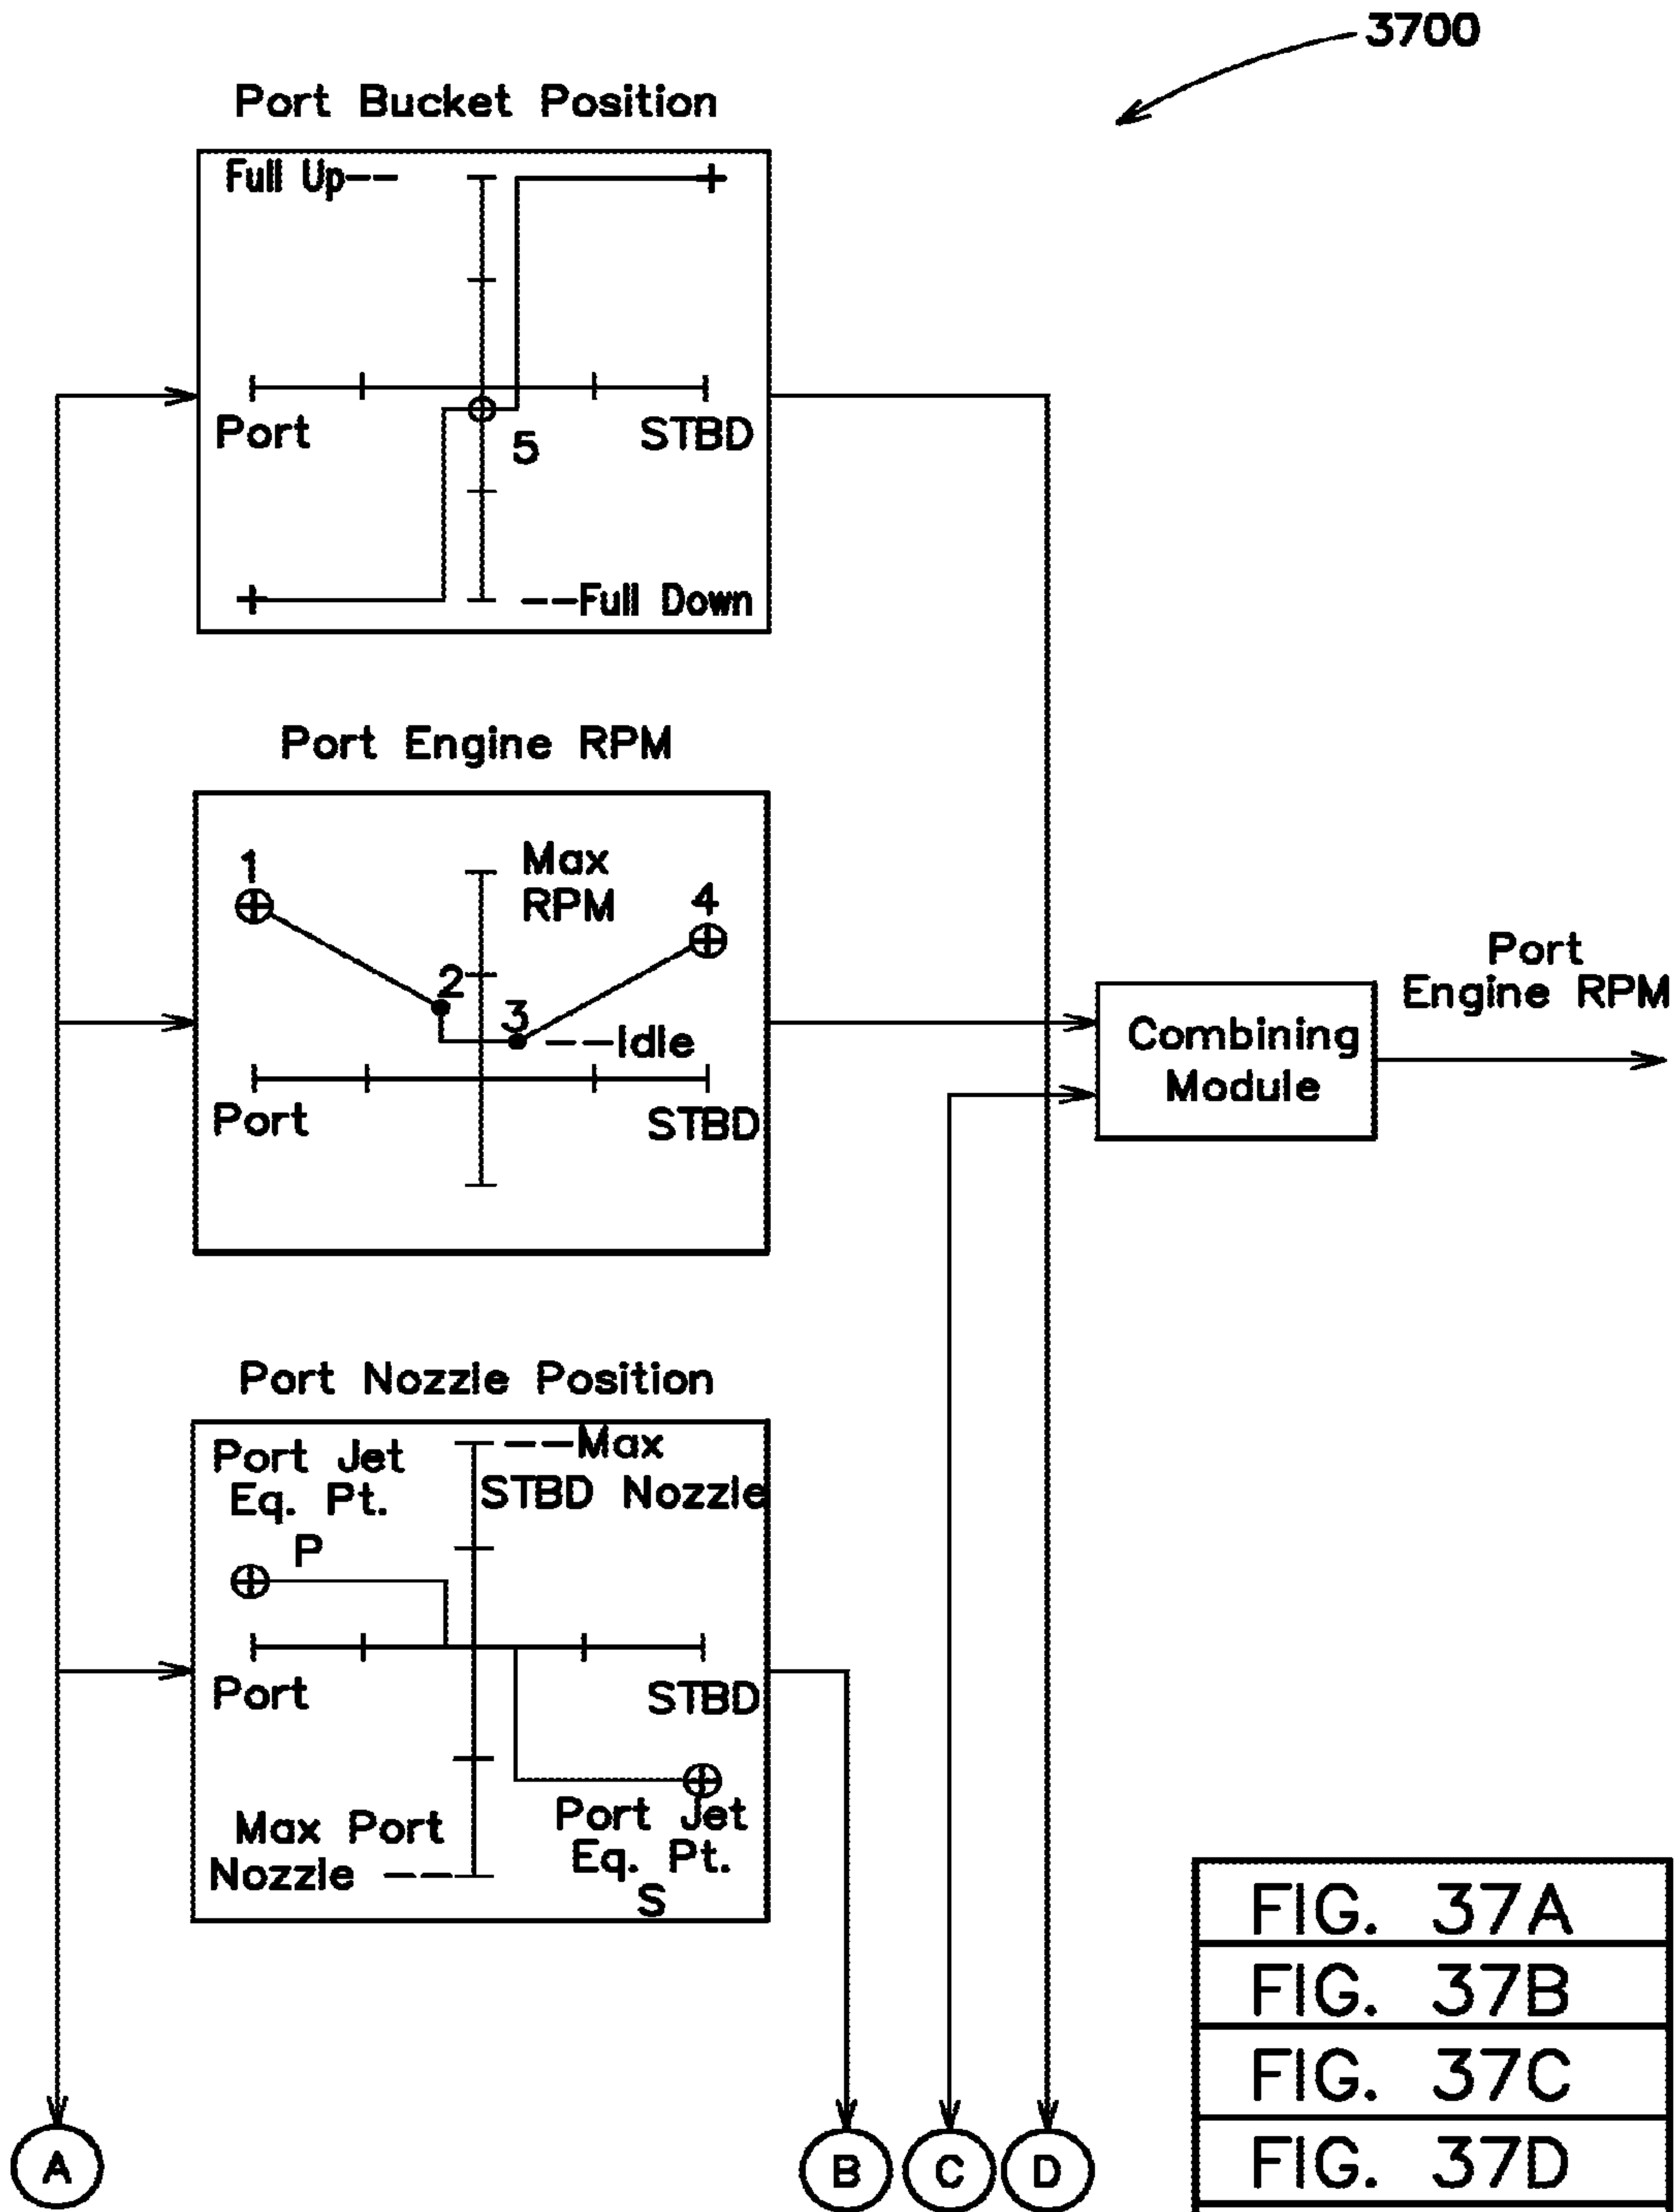 3700
Port Bucket Position
Full Up--
Port
STBD
5
--Full Down
Port Engine RPM
1
Max
RPM
4
2
3
--Idle
Port
STBD
Combining
Module
Port
Engine RPM
Port Nozzle Position
Port Jet
Eq. Pt.
P
--Max
STBD Nozzle
Port
STBD
Max Port
Nozzle --
Port Jet
Eq. Pt.
S
FIG. 37A
FIG. 37B
FIG. 37C
FIG. 37D
A
B
C
D